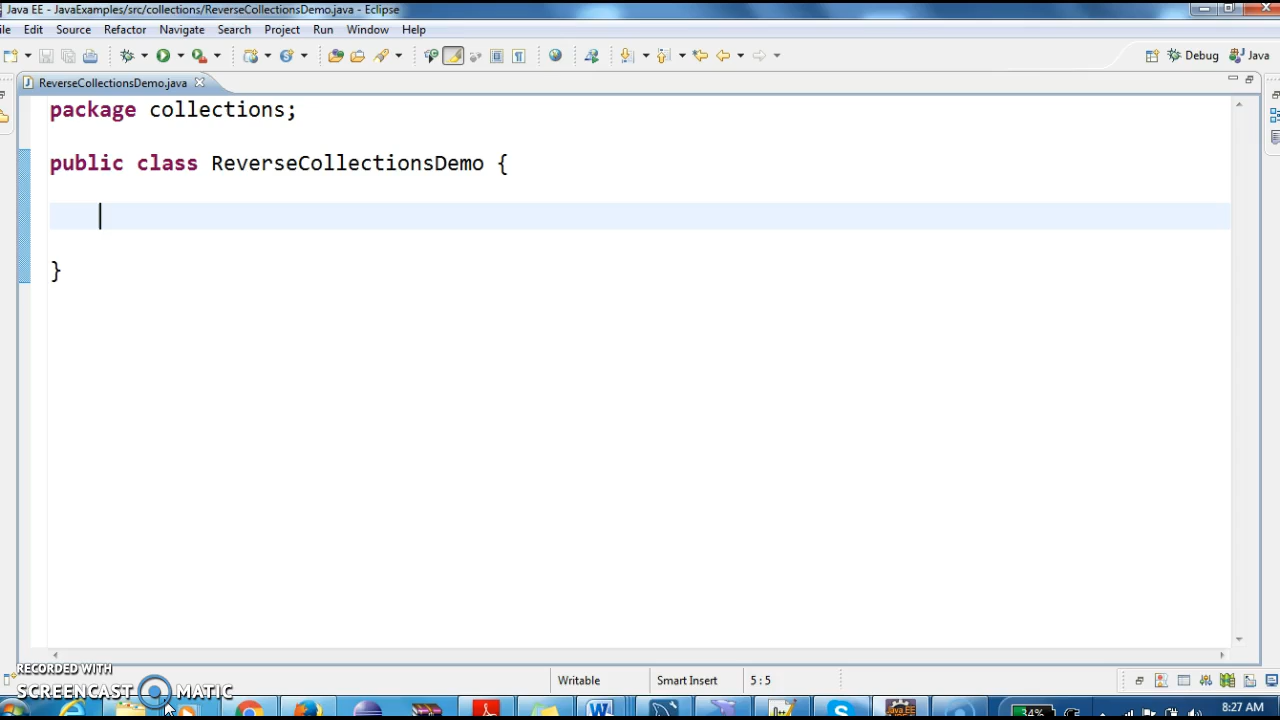 Java EE - JavaExamples/src/collections/ReverseCollectionsDemo.java - Eclipse
ile Edit Source Refactor Navigate Search Project Run Window Help
Debug Java
ReverseCollectionsDemo.java
package collections;
public class ReverseCollectionsDemo {
}
RECORDED WITH
SCREENCAST MATIC
Writable Smart Insert 5 : 5
34% 8:27 AM